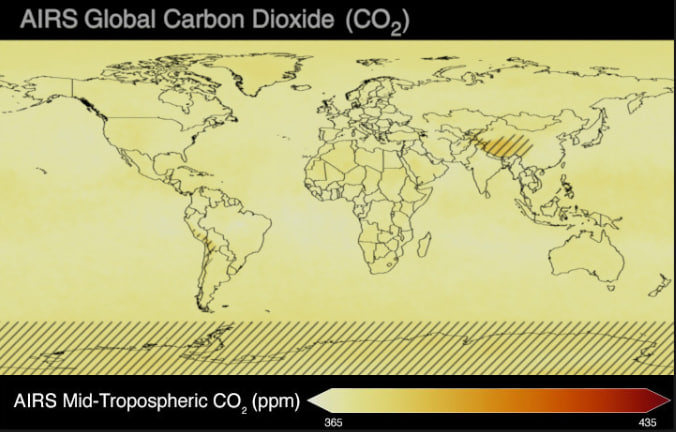 AIRS Global Carbon Dioxide (CO₂)
AIRS Mid-Tropospheric CO₂ (ppm)
365
435